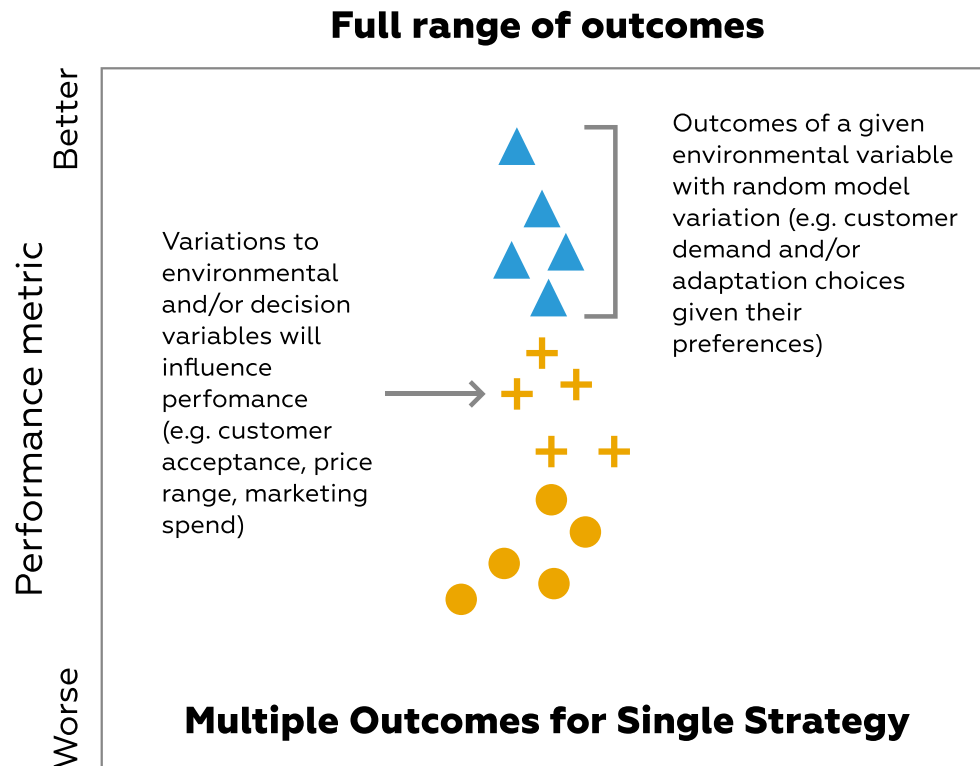 Full range of outcomes
Better
Performance metric
Worse
Variations to
environmental
and/or decision
variables will
influence
perfomance
(e.g. customer
acceptance, price
range, marketing
spend)
Outcomes of a given
environmental variable
with random model
variation (e.g. customer
demand and/or
adaptation choices
given their
preferences)
Multiple Outcomes for Single Strategy